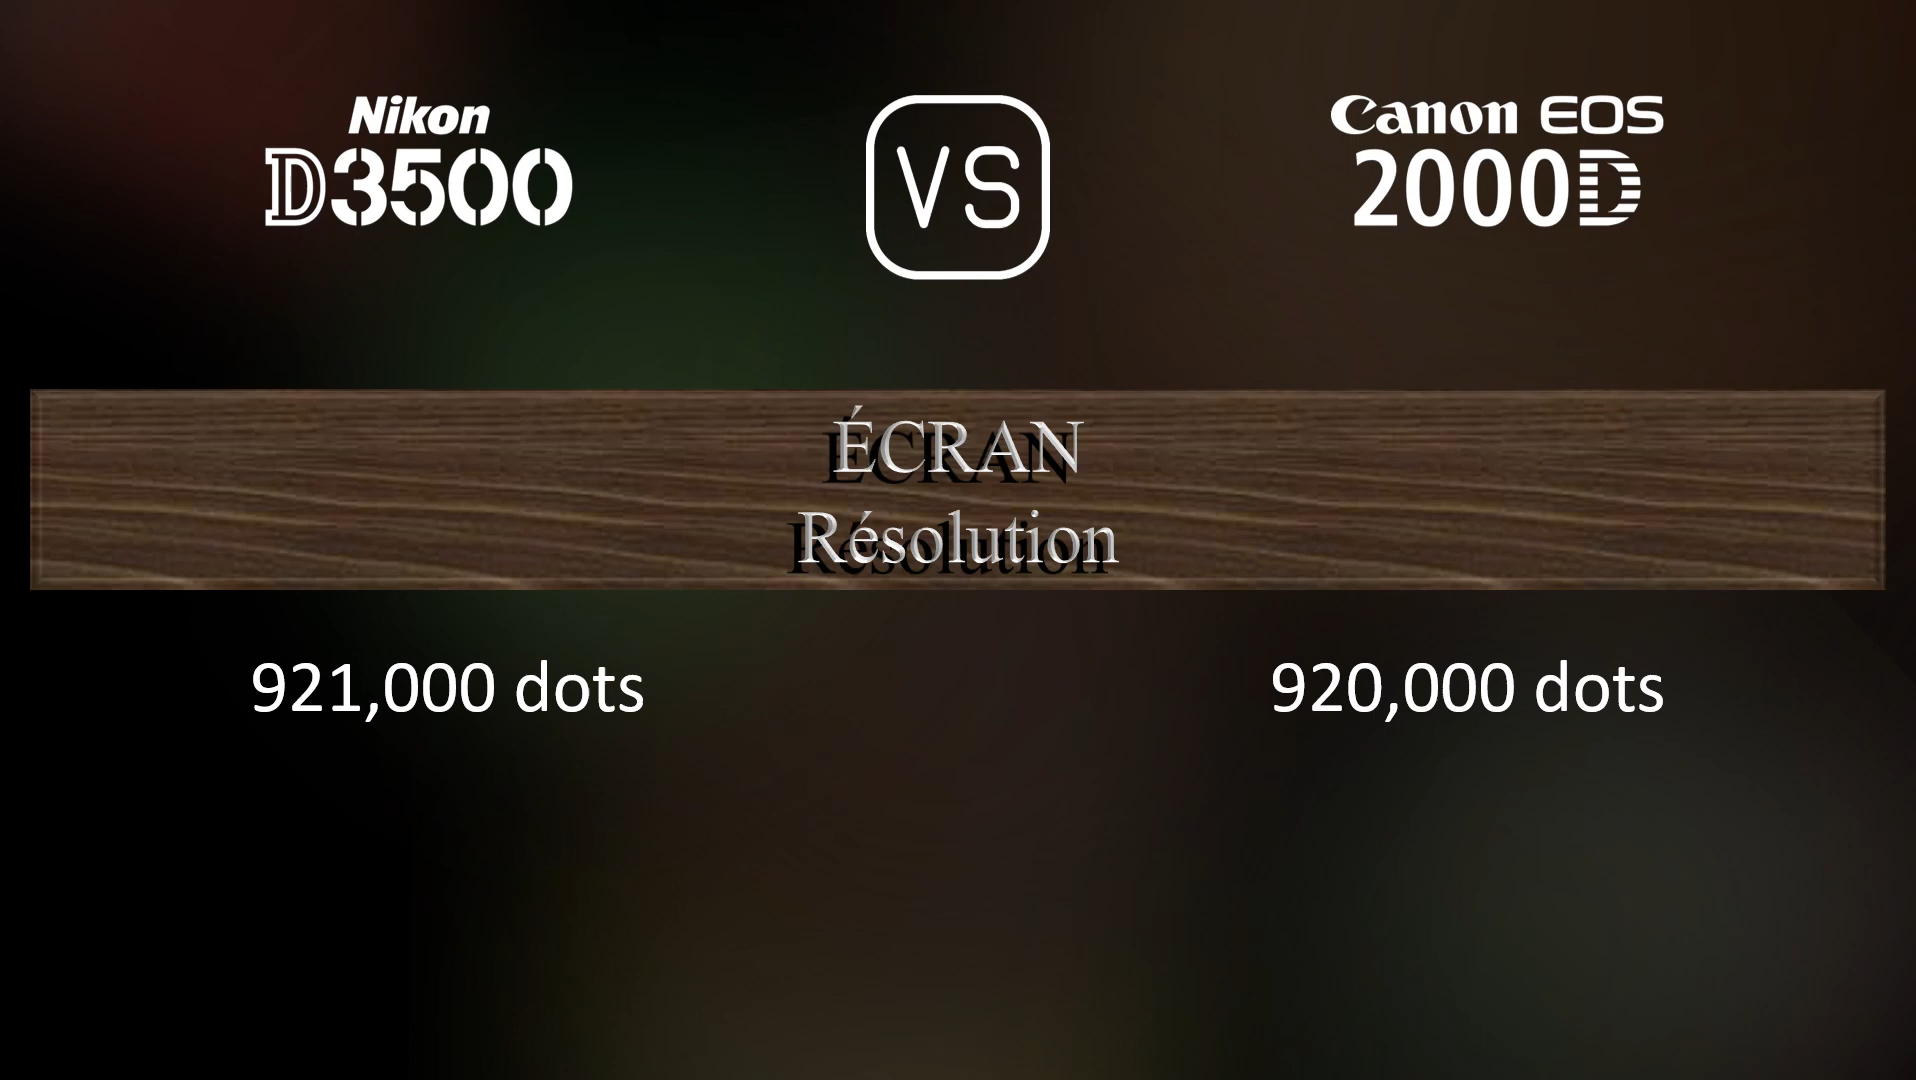 Nikon
D3500
VS
Canon EOS
2000D
ÉCRAN
Résolution
921,000 dots
920,000 dots